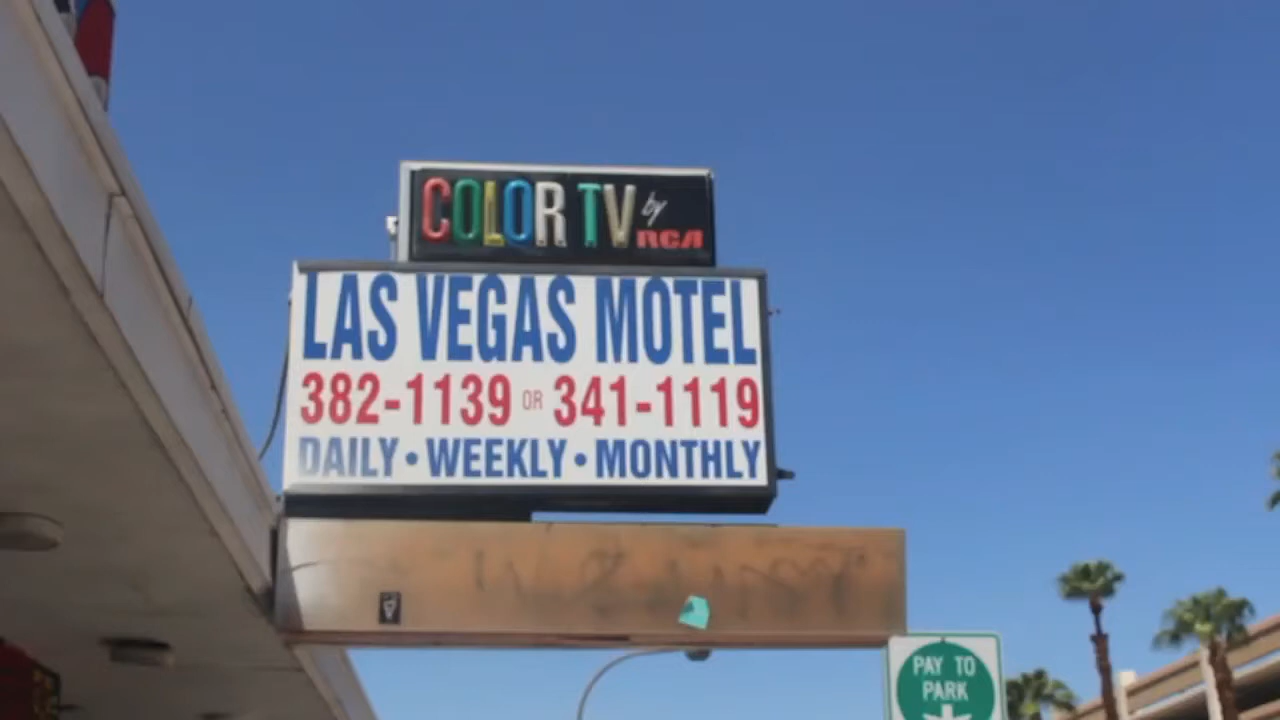 COLOR TV by
RCA
LAS VEGAS MOTEL
382-1139 OR 341-1119
DAILY • WEEKLY • MONTHLY
PAY TO
PARK